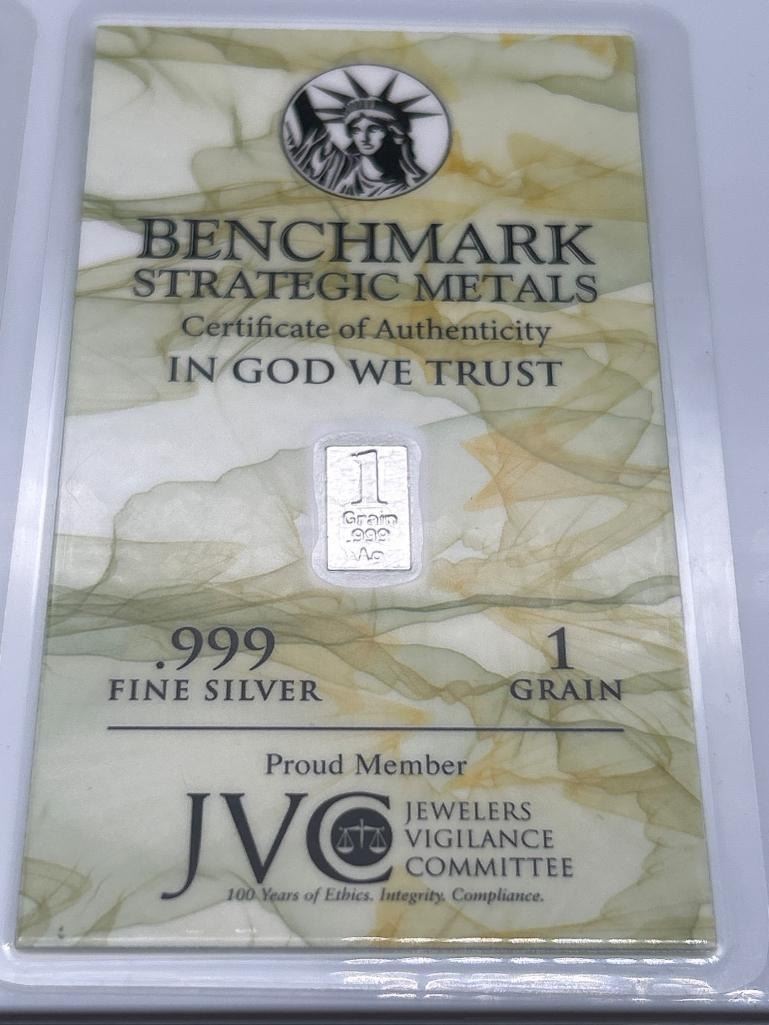 BENCHMARK
STRATEGIC METALS
Certificate of Authenticity
IN GOD WE TRUST
1
Grain
.999
Ag
.999
FINE SILVER
1
GRAIN
Proud Member
JVC
JEWELERS
VIGILANCE
COMMITTEE
100 Years of Ethics. Integrity. Compliance.